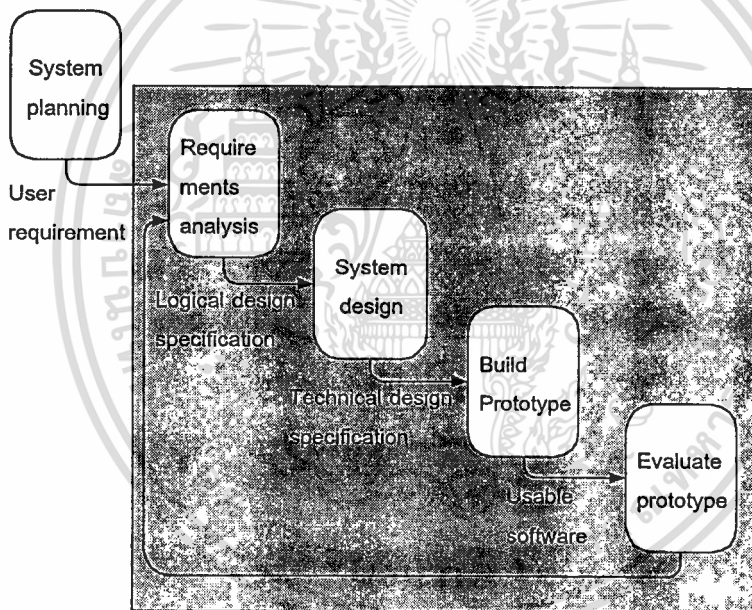 System
planning
Require
ments
analysis
User
requirement
System
design
Logical design
specification
Build
Prototype
Technical design
specification
Evaluate
prototype
Usable
software